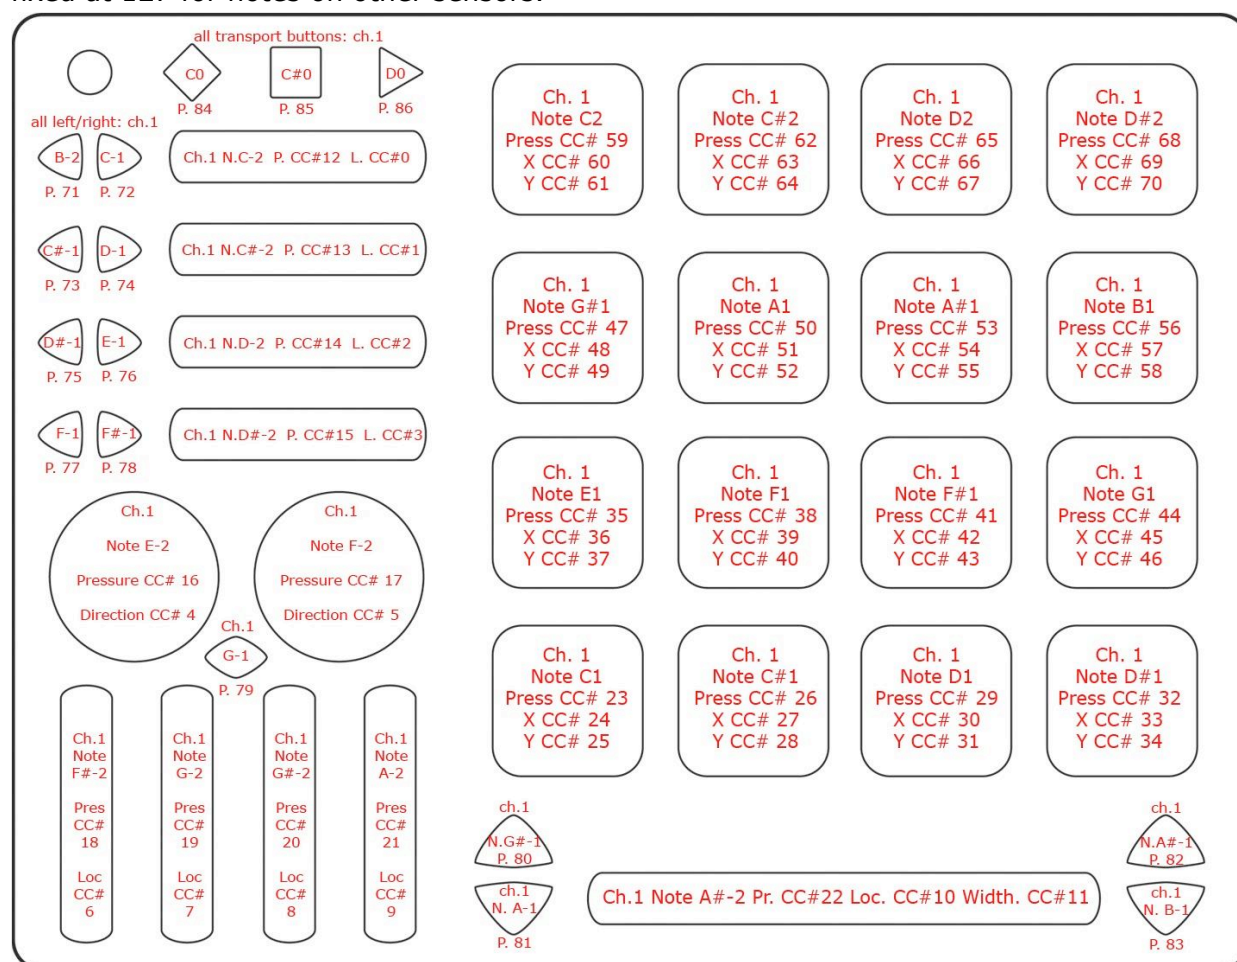 all transport buttons: ch.1
C0
C#0
D0
P. 84
P. 85
P. 86
all left/right: ch.1
B-2
C-1
P. 71
P. 72
Ch.1 N.C-2 P. CC#12 L. CC#0
C#-1
D-1
P. 73
P. 74
Ch.1 N.C#-2 P. CC#13 L. CC#1
D#-1
E-1
P. 75
P. 76
Ch.1 N.D-2 P. CC#14 L. CC#2
F-1
F#-1
P. 77
P. 78
Ch.1 N.D#-2 P. CC#15 L. CC#3
Ch.1
Note E-2
Pressure CC# 16
Direction CC# 4
Ch.1
Note F-2
Pressure CC# 17
Direction CC# 5
Ch.1
G-1
P. 79
Ch.1
Note
F#-2
Pres
CC#
18
Loc
CC#
6
Ch.1
Note
G-2
Pres
CC#
19
Loc
CC#
7
Ch.1
Note
G#-2
Pres
CC#
20
Loc
CC#
8
Ch.1
Note
A-2
Pres
CC#
21
Loc
CC#
9
Ch. 1
Note C2
Press CC# 59
X CC# 60
Y CC# 61
Ch. 1
Note C#2
Press CC# 62
X CC# 63
Y CC# 64
Ch. 1
Note D2
Press CC# 65
X CC# 66
Y CC# 67
Ch. 1
Note D#2
Press CC# 68
X CC# 69
Y CC# 70
Ch. 1
Note G#1
Press CC# 47
X CC# 48
Y CC# 49
Ch. 1
Note A1
Press CC# 50
X CC# 51
Y CC# 52
Ch. 1
Note A#1
Press CC# 53
X CC# 54
Y CC# 55
Ch. 1
Note B1
Press CC# 56
X CC# 57
Y CC# 58
Ch. 1
Note E1
Press CC# 35
X CC# 36
Y CC# 37
Ch. 1
Note F1
Press CC# 38
X CC# 39
Y CC# 40
Ch. 1
Note F#1
Press CC# 41
X CC# 42
Y CC# 43
Ch. 1
Note G1
Press CC# 44
X CC# 45
Y CC# 46
Ch. 1
Note C1
Press CC# 23
X CC# 24
Y CC# 25
Ch. 1
Note C#1
Press CC# 26
X CC# 27
Y CC# 28
Ch. 1
Note D1
Press CC# 29
X CC# 30
Y CC# 31
Ch. 1
Note D#1
Press CC# 32
X CC# 33
Y CC# 34
ch.1
N.G#-1
P. 80
ch.1
N. A-1
P. 81
Ch.1 Note A#-2 Pr. CC#22 Loc. CC#10 Width. CC#11
ch.1
N.A#-1
P. 82
ch.1
N. B-1
P. 83